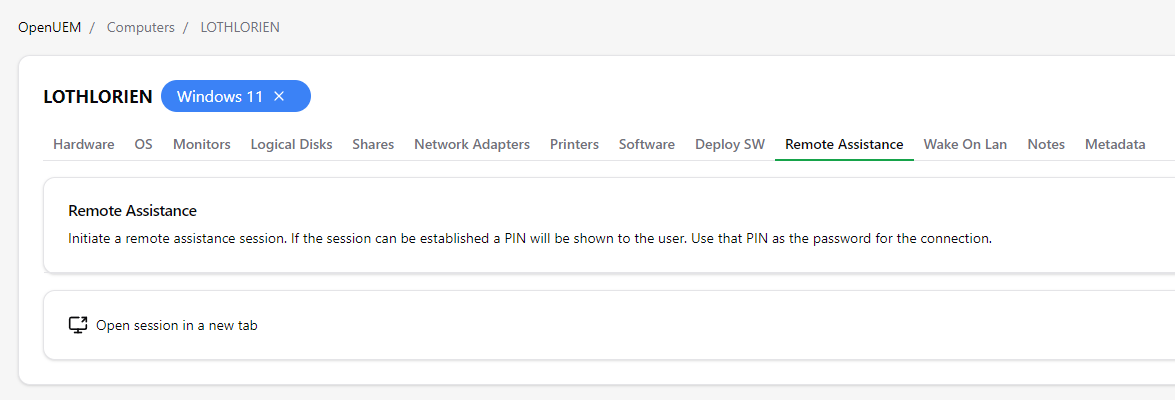 OpenUEM / Computers / LOTHLORIEN
LOTHLORIEN Windows 11 ×
Hardware OS Monitors Logical Disks Shares Network Adapters Printers Software Deploy SW Remote Assistance Wake On Lan Notes Metadata
Remote Assistance
Initiate a remote assistance session. If the session can be established a PIN will be shown to the user. Use that PIN as the password for the connection.
Open session in a new tab